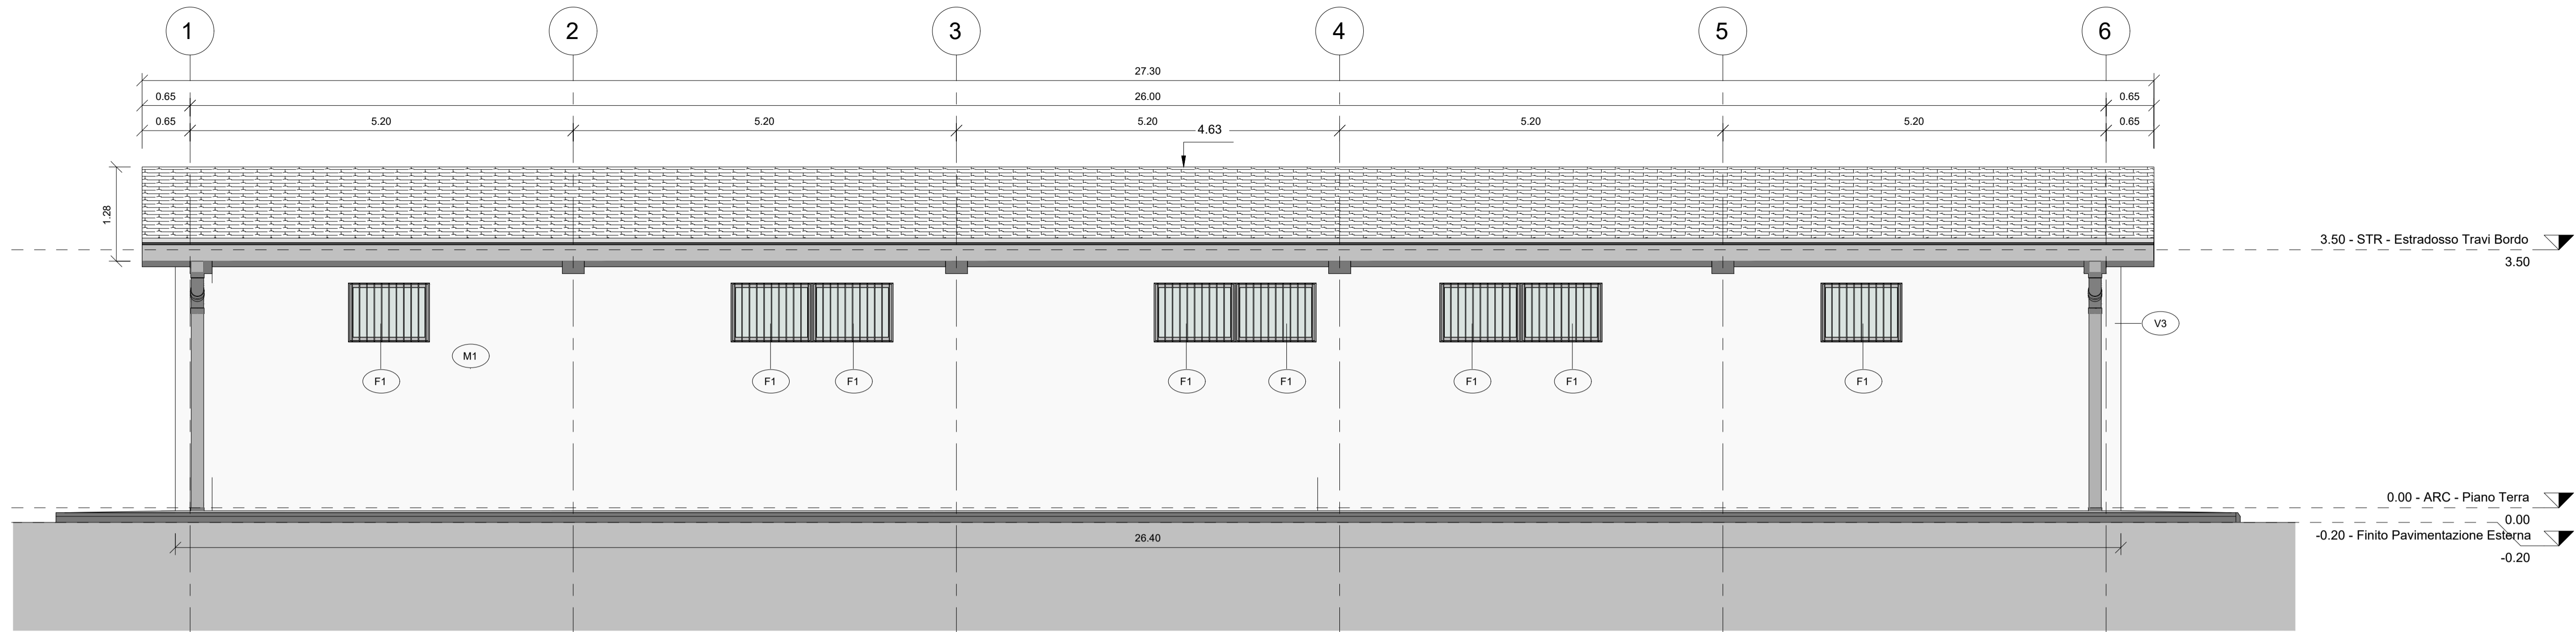 1 2 3 4 5 6
27.30
0.65 26.00 0.65
0.65 5.20 5.20 5.20 5.20 5.20 0.65
4.63
1.28
3.50 - STR - Estradosso Travi Bordo
3.50
V3
M1
F1 F1 F1 F1 F1 F1 F1 F1
0.00 - ARC - Piano Terra
0.00
-0.20 - Finito Pavimentazione Esterna
26.40
-0.20